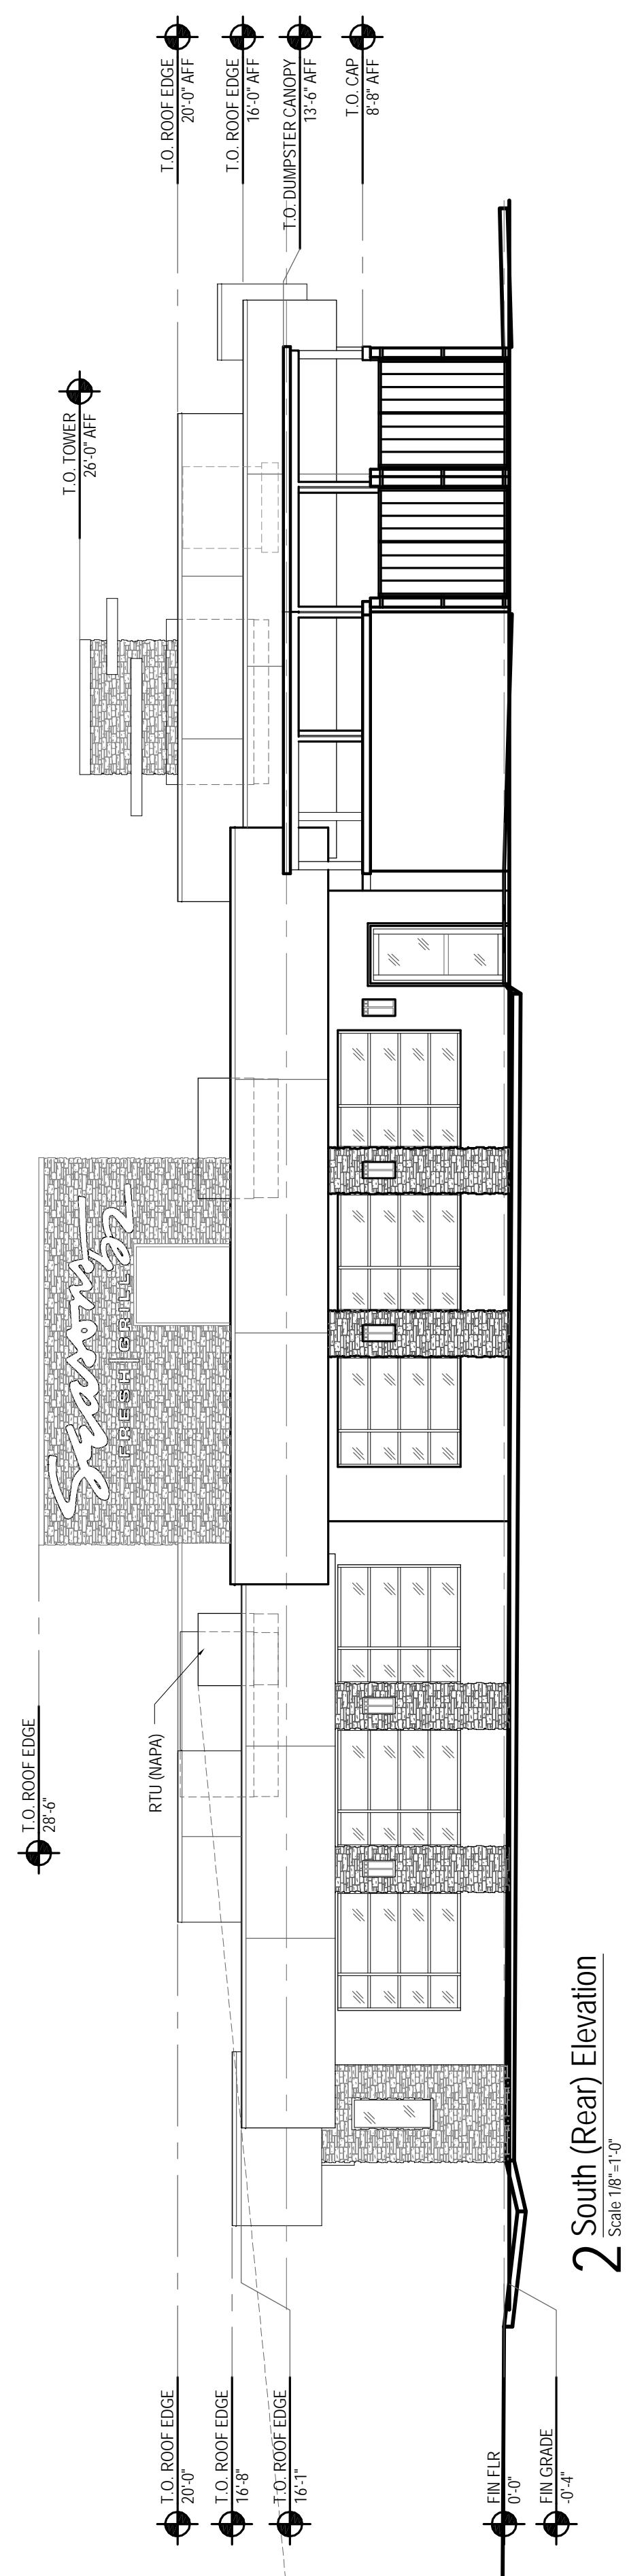 T.O. ROOF EDGE
28'-6"
T.O. TOWER
26'-0" AFF
T.O. ROOF EDGE
20'-0" AFF
T.O. ROOF EDGE
16'-0" AFF
T.O. DUMPSTER CANOPY
13'-6" AFF
T.O. CAP
8'-8" AFF
FRESH GRILL
RTU (NAPA)
T.O. ROOF EDGE
20'-0"
T.O. ROOF EDGE
16'-8"
T.O. ROOF EDGE
16'-1"
FIN FLR
0'-0"
FIN GRADE
-0'-4"
2 South (Rear) Elevation
Scale 1/8"=1'-0"